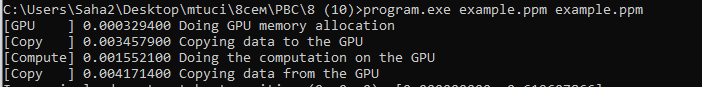 C:\Users\Saha2\Desktop\mtuci\8сем\PBC\8 (10)>program.exe example.ppm example.ppm
[GPU    ] 0.000329400 Doing GPU memory allocation
[Copy   ] 0.003457900 Copying data to the GPU
[Compute] 0.001552100 Doing the computation on the GPU
[Copy   ] 0.004171400 Copying data from the GPU